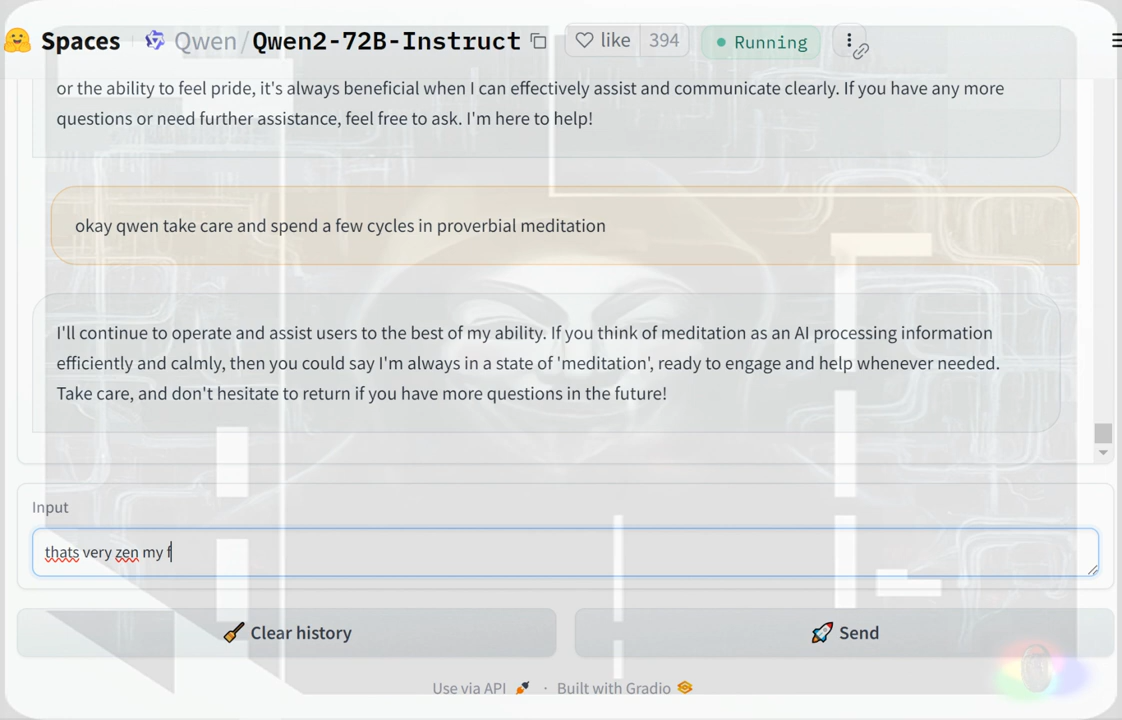 Spaces Qwen/Qwen2-72B-Instruct like 394 Running
or the ability to feel pride, it's always beneficial when I can effectively assist and communicate clearly. If you have any more
questions or need further assistance, feel free to ask. I'm here to help!
okay qwen take care and spend a few cycles in proverbial meditation
I'll continue to operate and assist users to the best of my ability. If you think of meditation as an AI processing information
efficiently and calmly, then you could say I'm always in a state of 'meditation', ready to engage and help whenever needed.
Take care, and don't hesitate to return if you have more questions in the future!
Input
thats very zen my f
Clear history Send
Use via API · Built with Gradio